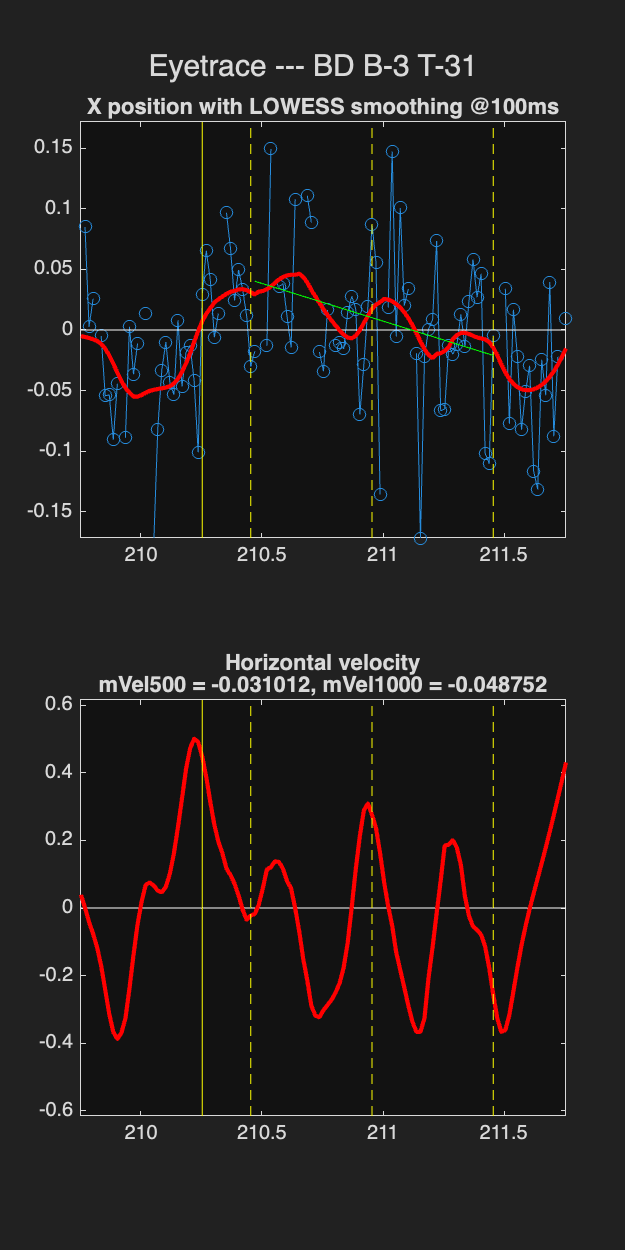 Eyetrace --- BD B-3 T-31
X position with LOWESS smoothing @100ms
0.15
0.1
0.05
0
-0.05
-0.1
-0.15
210 210.5 211 211.5
Horizontal velocity
mVel500 = -0.031012, mVel1000 = -0.048752
0.6
0.4
0.2
0
-0.2
-0.4
-0.6
210 210.5 211 211.5